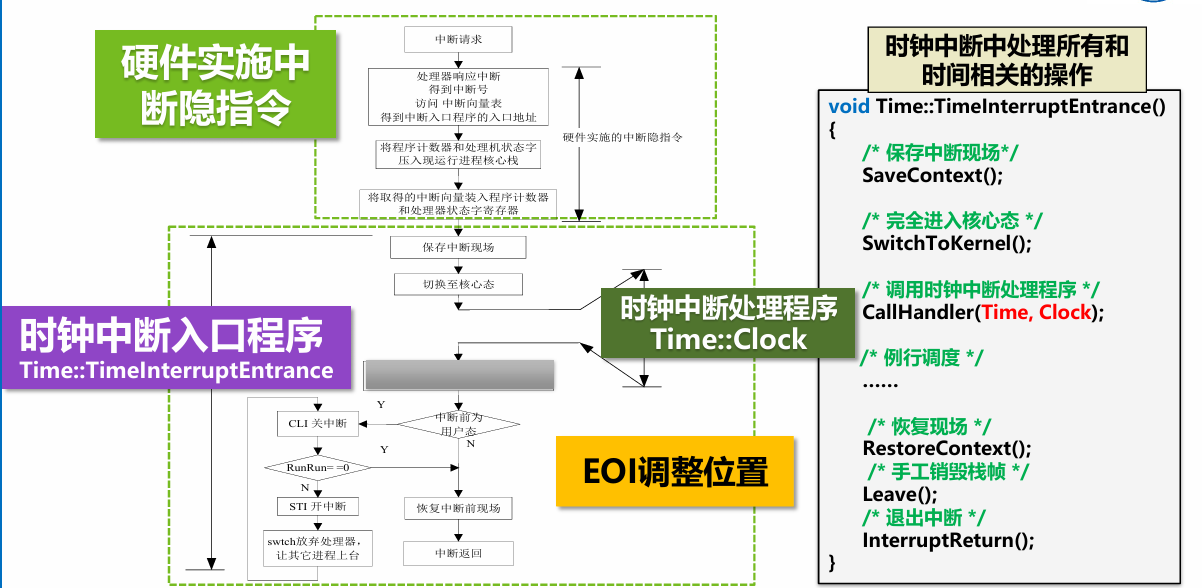 硬件实施中
断隐指令
中断请求
处理器响应中断
得到中断号
访问 中断向量表
得到中断入口程序的入口地址
将程序计数器和处理机状态字
压入现运行进程核心栈
将取得的中断向量装入程序计数器
和处理器状态字寄存器
硬件实施的中断隐指令
保存中断现场
切换至核心态
时钟中断入口程序
Time::TimeInterruptEntrance
时钟中断处理程序
Time::Clock
中断前为
用户态
Y
N
CLI 关中断
RunRun= =0
Y
N
STI 开中断
swtch放弃处理器，
让其它进程上台
恢复中断前现场
中断返回
EOI调整位置
时钟中断中处理所有和
时间相关的操作
void Time::TimeInterruptEntrance()
{
/* 保存中断现场*/
SaveContext();
/* 完全进入核心态 */
SwitchToKernel();
/* 调用时钟中断处理程序 */
CallHandler(Time, Clock);
/* 例行调度 */
……
/* 恢复现场 */
RestoreContext();
/* 手工销毁栈帧 */
Leave();
/* 退出中断 */
InterruptReturn();
}